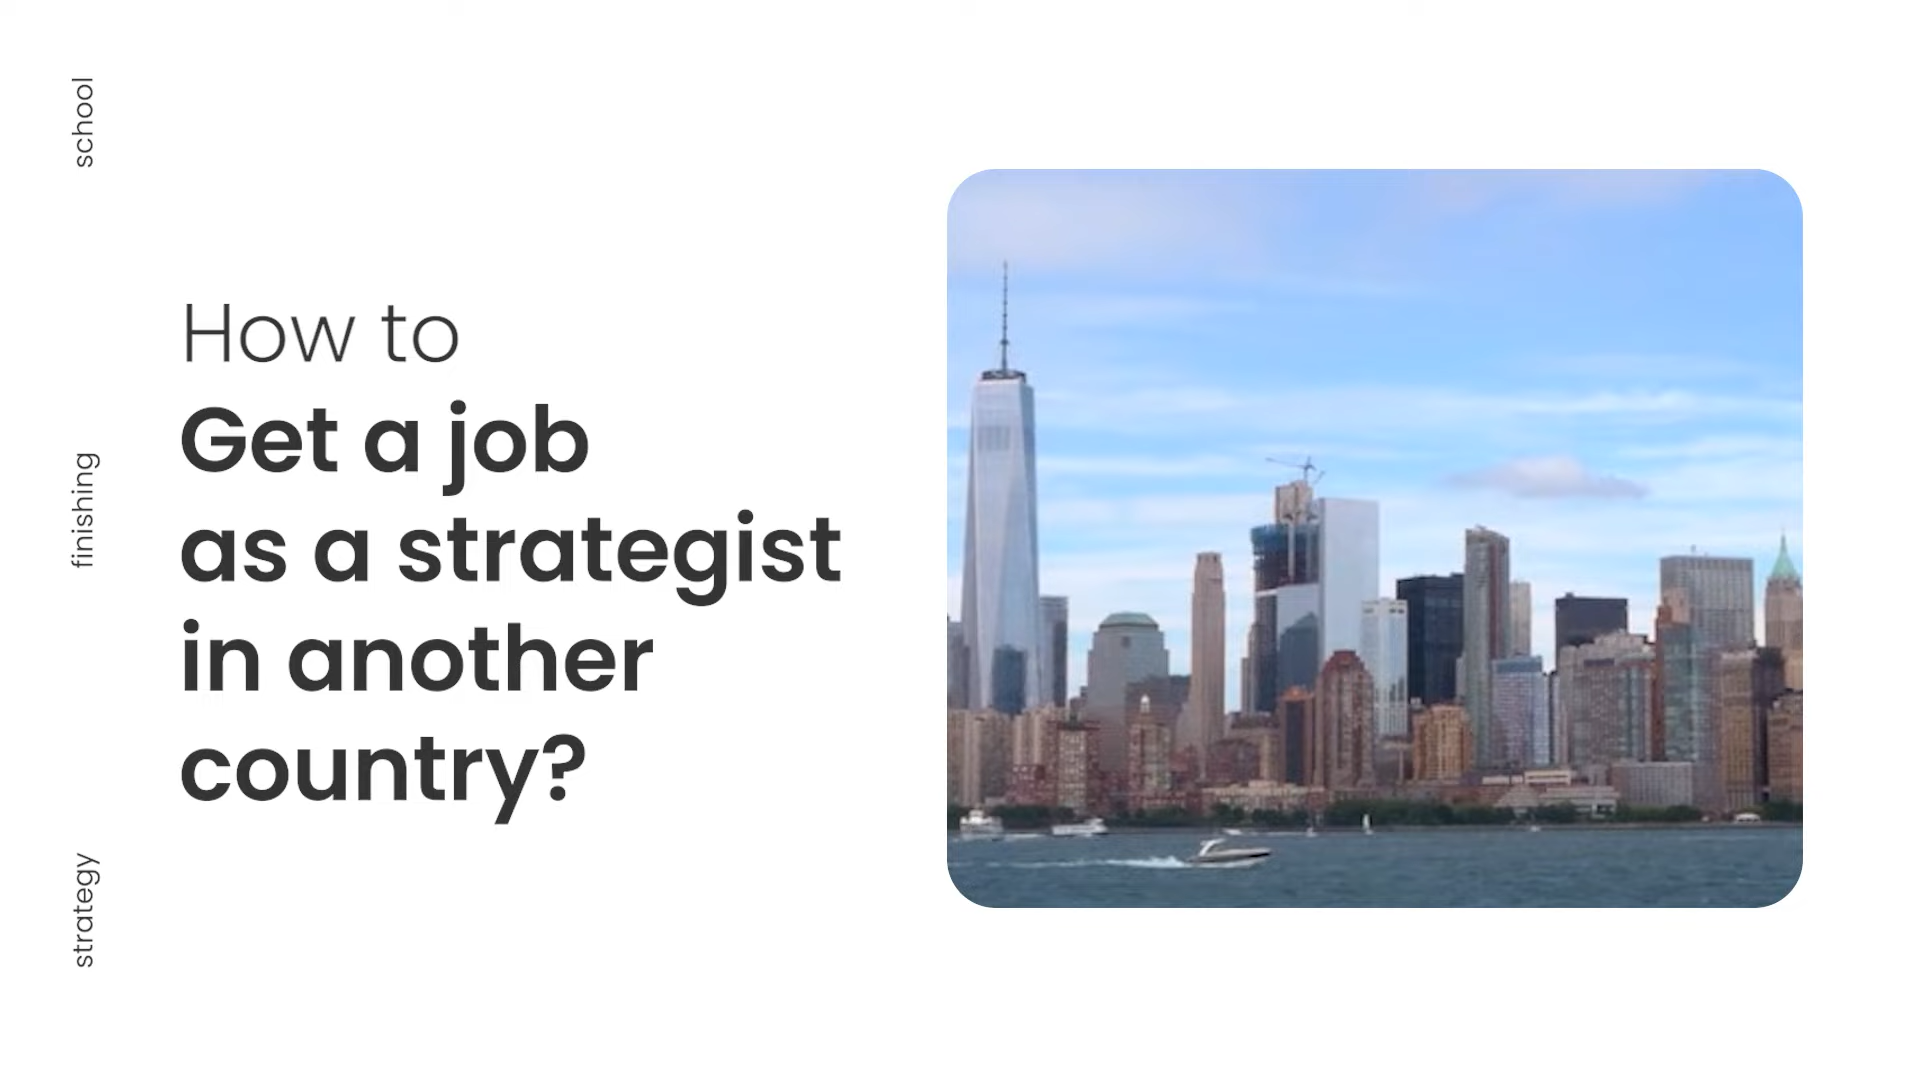 school
finishing
strategy
How to
Get a job
as a strategist
in another
country?